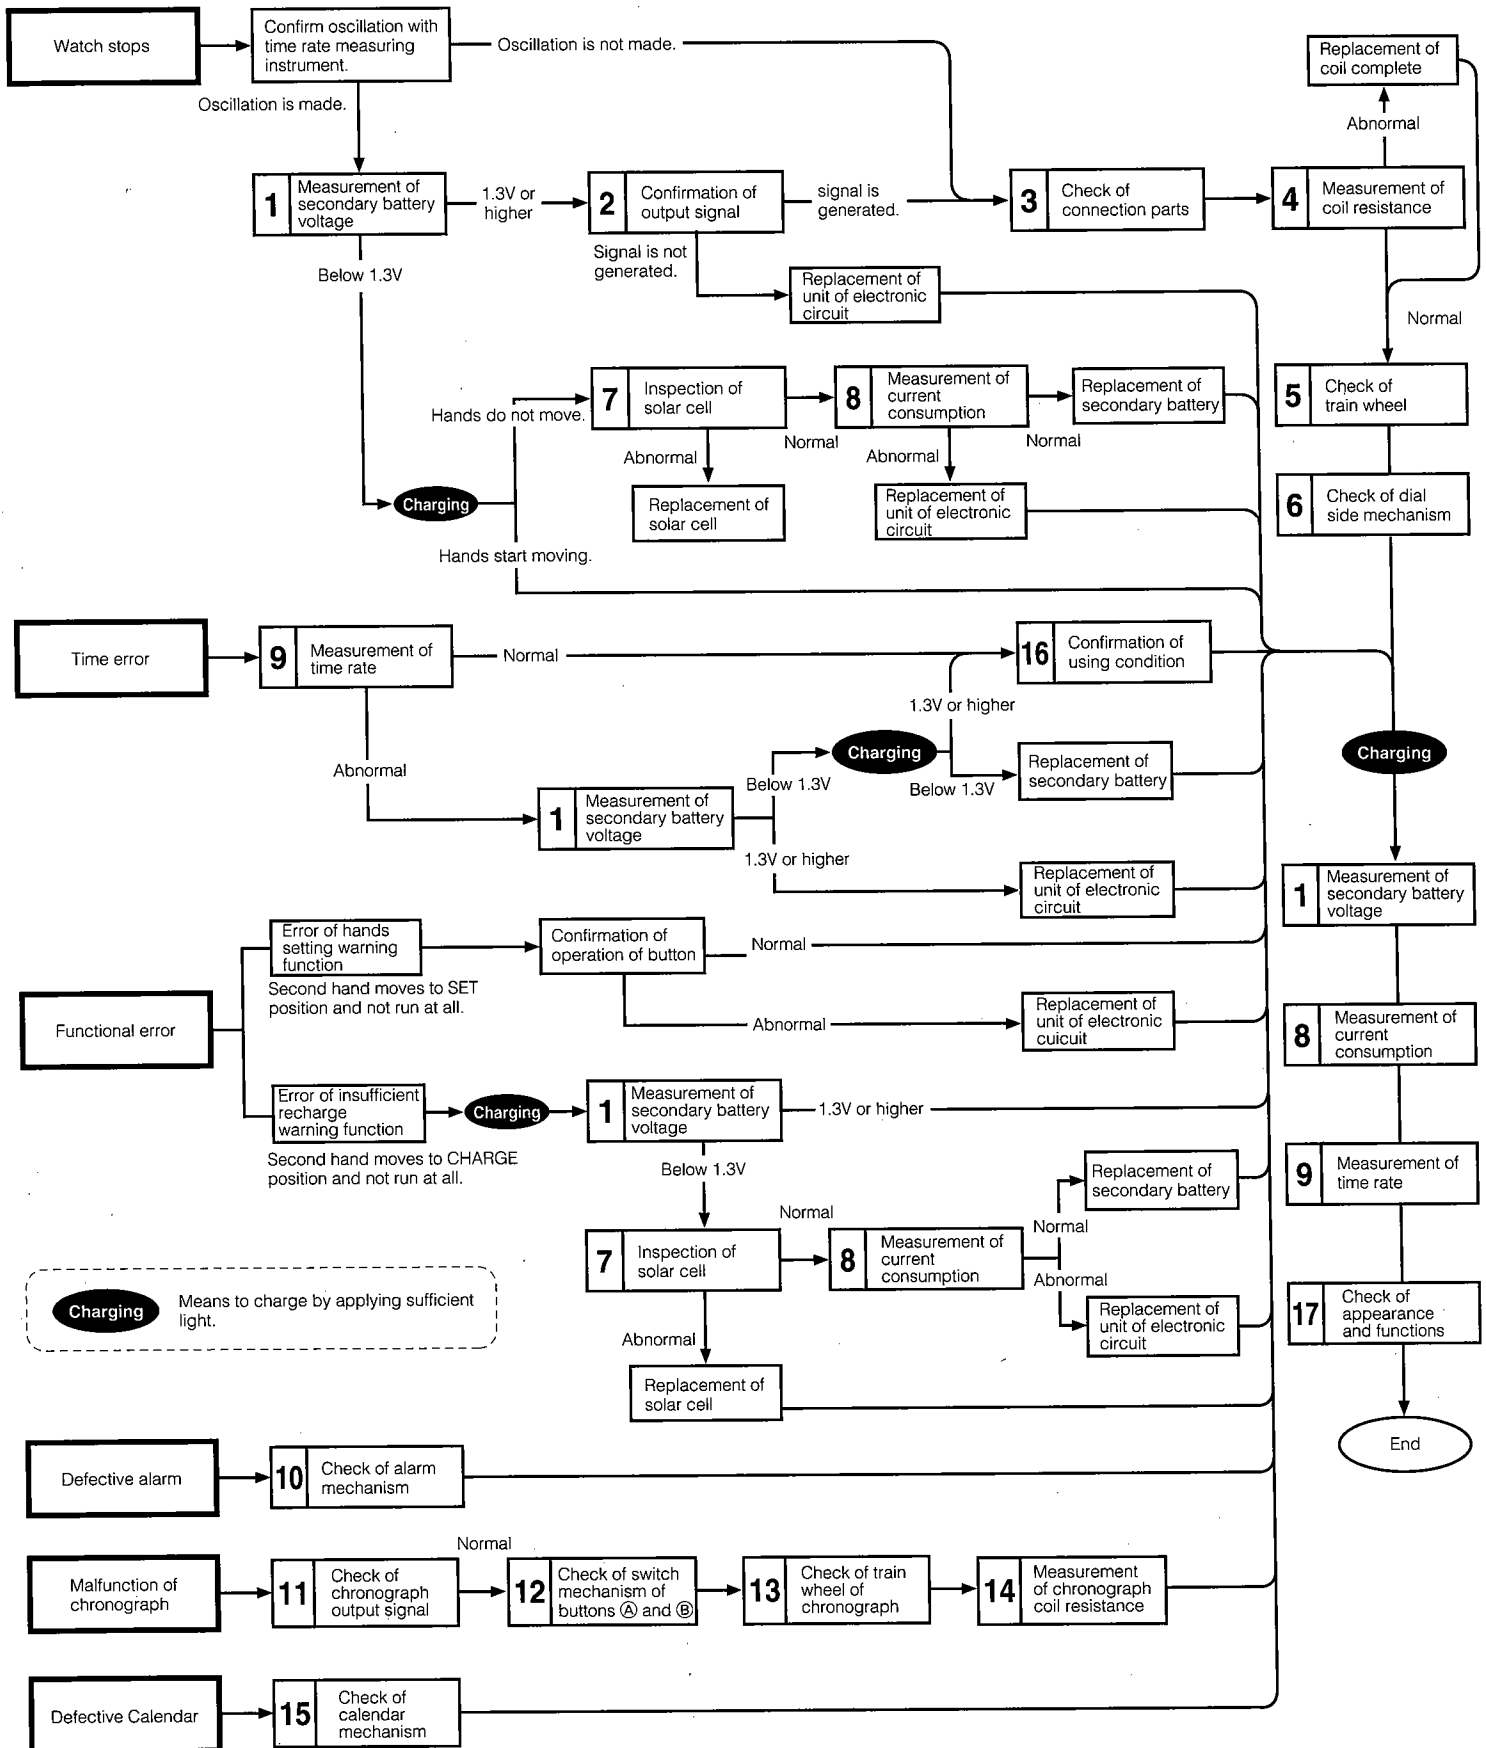 Watch stops
Confirm oscillation with
time rate measuring
instrument.
Oscillation is not made.
Oscillation is made.
Replacement of
coil complete
Abnormal
1
Measurement of
secondary battery
voltage
1.3V or
higher
2
Confirmation of
output signal
signal is
generated.
3
Check of
connection parts
4
Measurement of
coil resistance
Signal is not
generated.
Below 1.3V
Replacement of
unit of electronic
circuit
Normal
Hands do not move.
7
Inspection of
solar cell
Normal
8
Measurement of
current
consumption
Normal
Replacement of
secondary battery
5
Check of
train wheel
Abnormal
Abnormal
Charging
Replacement of
solar cell
Replacement of
unit of electronic
circuit
6
Check of dial
side mechanism
Hands start moving.
Time error
9
Measurement of
time rate
Normal
16
Confirmation of
using condition
1.3V or higher
Abnormal
Charging
Below 1.3V
Below 1.3V
Replacement of
secondary battery
Charging
1
Measurement of
secondary battery
voltage
1.3V or higher
Replacement of
unit of electronic
circuit
1
Measurement of
secondary battery
voltage
Functional error
Error of hands
setting warning
function
Second hand moves to SET
position and not run at all.
Confirmation of
operation of button
Normal
Abnormal
Replacement of
unit of electronic
cuicuit
8
Measurement of
current
consumption
Error of insufficient
recharge
warning function
Second hand moves to CHARGE
position and not run at all.
Charging
1
Measurement of
secondary battery
voltage
1.3V or higher
Below 1.3V
7
Inspection of
solar cell
Normal
8
Measurement of
current
consumption
Normal
Replacement of
secondary battery
Abnormal
Replacement of
unit of electronic
circuit
9
Measurement of
time rate
Charging
Means to charge by applying sufficient
light.
Abnormal
Replacement of
solar cell
17
Check of
appearance
and functions
End
Defective alarm
10
Check of alarm
mechanism
Malfunction of
chronograph
11
Check of
chronograph
output signal
Normal
12
Check of switch
mechanism of
buttons Ⓐ and Ⓑ
13
Check of train
wheel of
chronograph
14
Measurement
of chronograph
coil resistance
Defective Calendar
15
Check of
calendar
mechanism